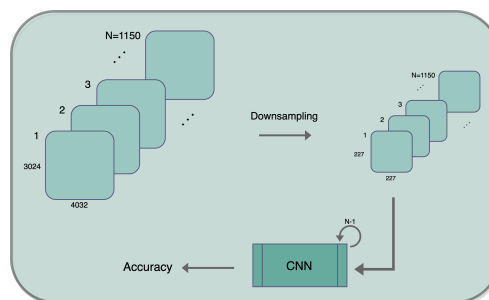 N=1150
3
2
1
3024
4032
Downsampling
N=1150
3
2
1
227
227
N-1
CNN
Accuracy